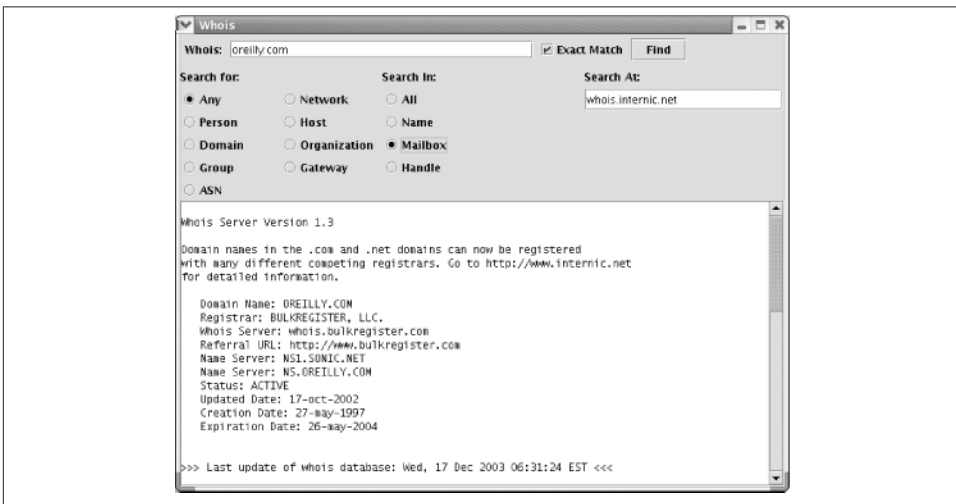 Whois
Whois: oreilly.com Exact Match Find
Search for: Search In: Search At:
Any Network All whois.internic.net
Person Host Name
Domain Organization Mailbox
Group Gateway Handle
ASN
Whois Server Version 1.3
Domain names in the .com and .net domains can now be registered
with many different competing registrars. Go to http://www.internic.net
for detailed information.
Domain Name: OREILLY.COM
Registrar: BULKREGISTER, LLC.
Whois Server: whois.bulkregister.com
Referral URL: http://www.bulkregister.com
Name Server: NS1.SONIC.NET
Name Server: NS.OREILLY.COM
Status: ACTIVE
Updated Date: 17-oct-2002
Creation Date: 27-may-1997
Expiration Date: 26-may-2004
>>> Last update of whois database: Wed, 17 Dec 2003 06:31:24 EST <<<